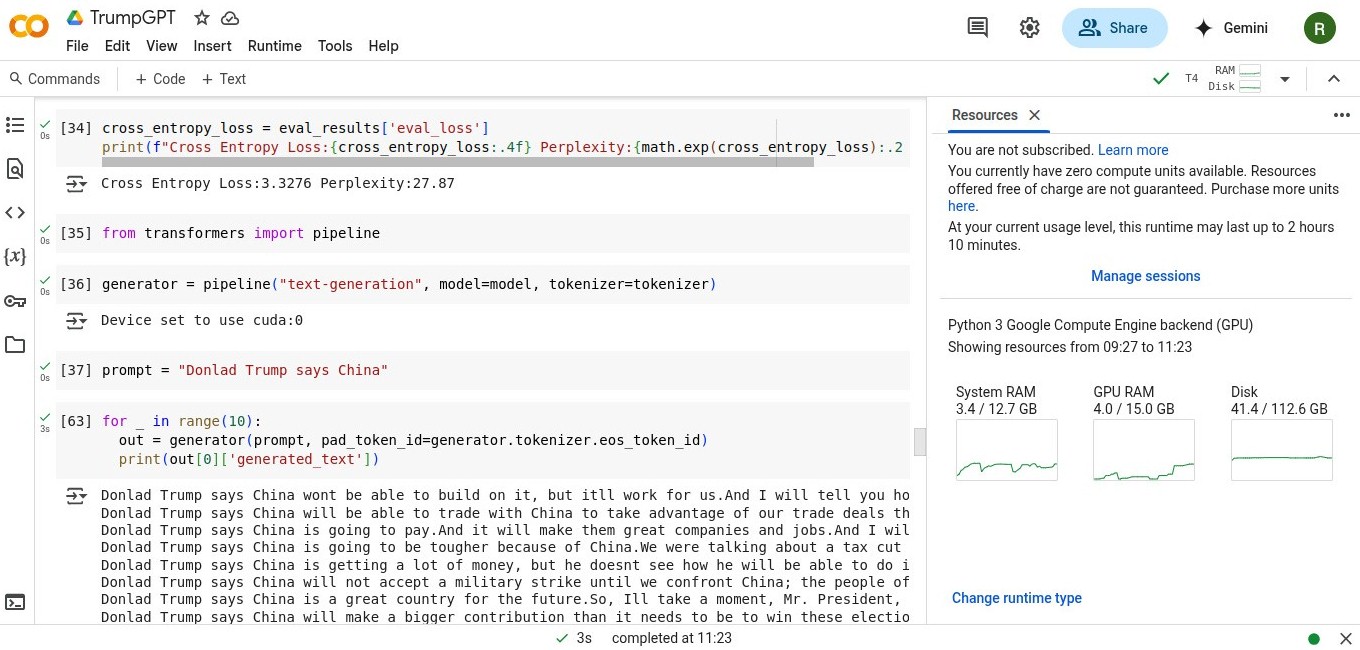 TrumpGPT
File Edit View Insert Runtime Tools Help
Share
Gemini
R
Commands + Code + Text
T4 RAM
Disk
0s [34] cross_entropy_loss = eval_results['eval_loss']
print(f"Cross Entropy Loss:{cross_entropy_loss:.4f} Perplexity:{math.exp(cross_entropy_loss):.2
Cross Entropy Loss:3.3276 Perplexity:27.87
0s [35] from transformers import pipeline
0s [36] generator = pipeline("text-generation", model=model, tokenizer=tokenizer)
Device set to use cuda:0
0s [37] prompt = "Donlad Trump says China"
3s [63] for _ in range(10):
out = generator(prompt, pad_token_id=generator.tokenizer.eos_token_id)
print(out[0]['generated_text'])
Donlad Trump says China wont be able to build on it, but itll work for us.And I will tell you ho
Donlad Trump says China will be able to trade with China to take advantage of our trade deals th
Donlad Trump says China is going to pay.And it will make them great companies and jobs.And I wil
Donlad Trump says China is going to be tougher because of China.We were talking about a tax cut
Donlad Trump says China is getting a lot of money, but he doesnt see how he will be able to do i
Donlad Trump says China will not accept a military strike until we confront China; the people of
Donlad Trump says China is a great country for the future.So, Ill take a moment, Mr. President,
Donlad Trump says China will make a bigger contribution than it needs to be to win these electio
Resources
You are not subscribed. Learn more
You currently have zero compute units available. Resources
offered free of charge are not guaranteed. Purchase more units
here.
At your current usage level, this runtime may last up to 2 hours
10 minutes.
Manage sessions
Python 3 Google Compute Engine backend (GPU)
Showing resources from 09:27 to 11:23
System RAM
3.4 / 12.7 GB
GPU RAM
4.0 / 15.0 GB
Disk
41.4 / 112.6 GB
Change runtime type
3s completed at 11:23